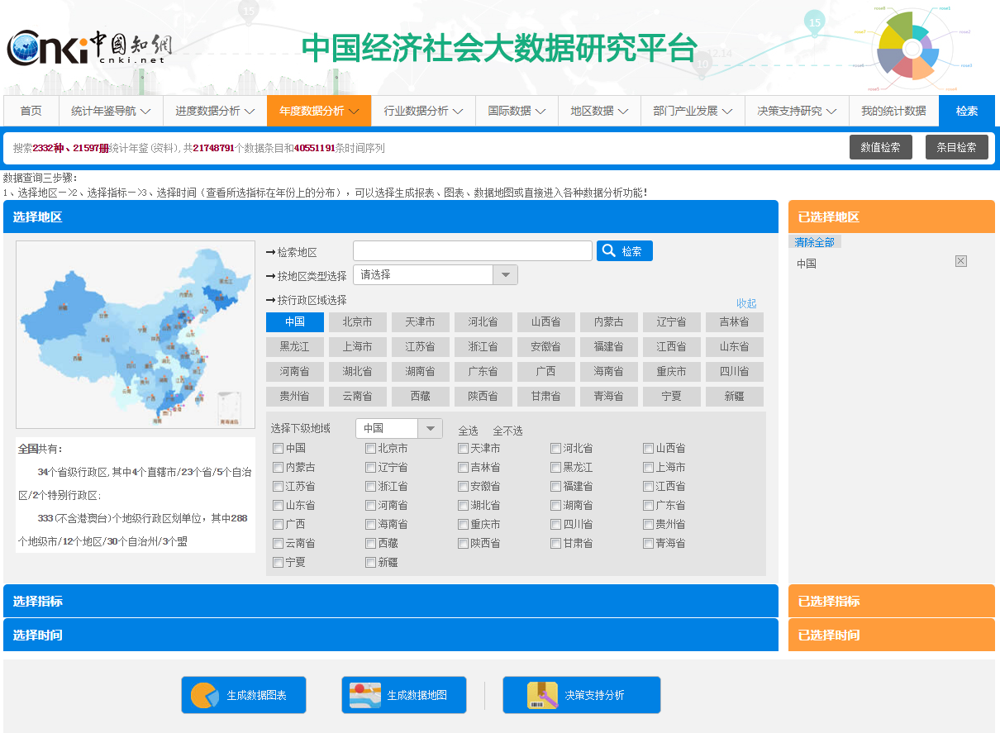 15
rose8
rose1
15
rose7
rose2
Cnki中国知網
cnki.net
中国经济社会大数据研究平台
12.14
10
rose6
rose3
rose5
rose4
首页 统计年鉴导航 进度数据分析 年度数据分析 行业数据分析 国际数据 地区数据 部门产业发展 决策支持研究 我的统计数据 检索
搜索2332种、21597册统计年鉴(资料),共21748791个数据条目和40551191条时间序列 数值检索 条目检索
数据查询三步骤：
1、选择地区—>2、选择指标—>3、选择时间（查看所选指标在年份上的分布），可以选择生成报表、图表、数据地图或直接进入各种数据分析功能！
选择地区 已选择地区
清除全部
中国
检索地区 检索
按地区类型选择 请选择
按行政区域选择 收起
中国 北京市 天津市 河北省 山西省 内蒙古 辽宁省 吉林省
黑龙江 上海市 江苏省 浙江省 安徽省 福建省 江西省 山东省
河南省 湖北省 湖南省 广东省 广西 海南省 重庆市 四川省
贵州省 云南省 西藏 陕西省 甘肃省 青海省 宁夏 新疆
选择下级地域 中国 全选 全不选
中国 北京市 天津市 河北省 山西省
内蒙古 辽宁省 吉林省 黑龙江 上海市
江苏省 浙江省 安徽省 福建省 江西省
山东省 河南省 湖北省 湖南省 广东省
广西 海南省 重庆市 四川省 贵州省
云南省 西藏 陕西省 甘肃省 青海省
宁夏 新疆
全国共有：
34个省级行政区,其中4个直辖市/23个省/5个自治
区/2个特别行政区;
333(不含港澳台)个地级行政区划单位，其中288
个地级市/12个地区/30个自治州/3个盟
选择指标 已选择指标
选择时间 已选择时间
生成数据图表 生成数据地图 决策支持分析